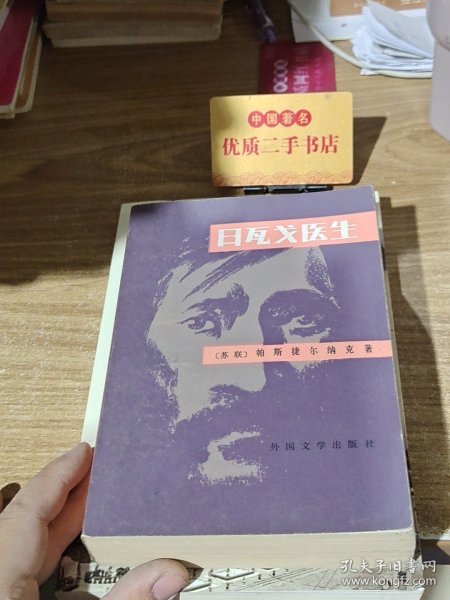 中国著名
优质二手书店
日瓦戈医生
〔苏联〕帕斯捷尔纳克著
外国文学出版社
孔夫子旧书网
www.kongfz.com